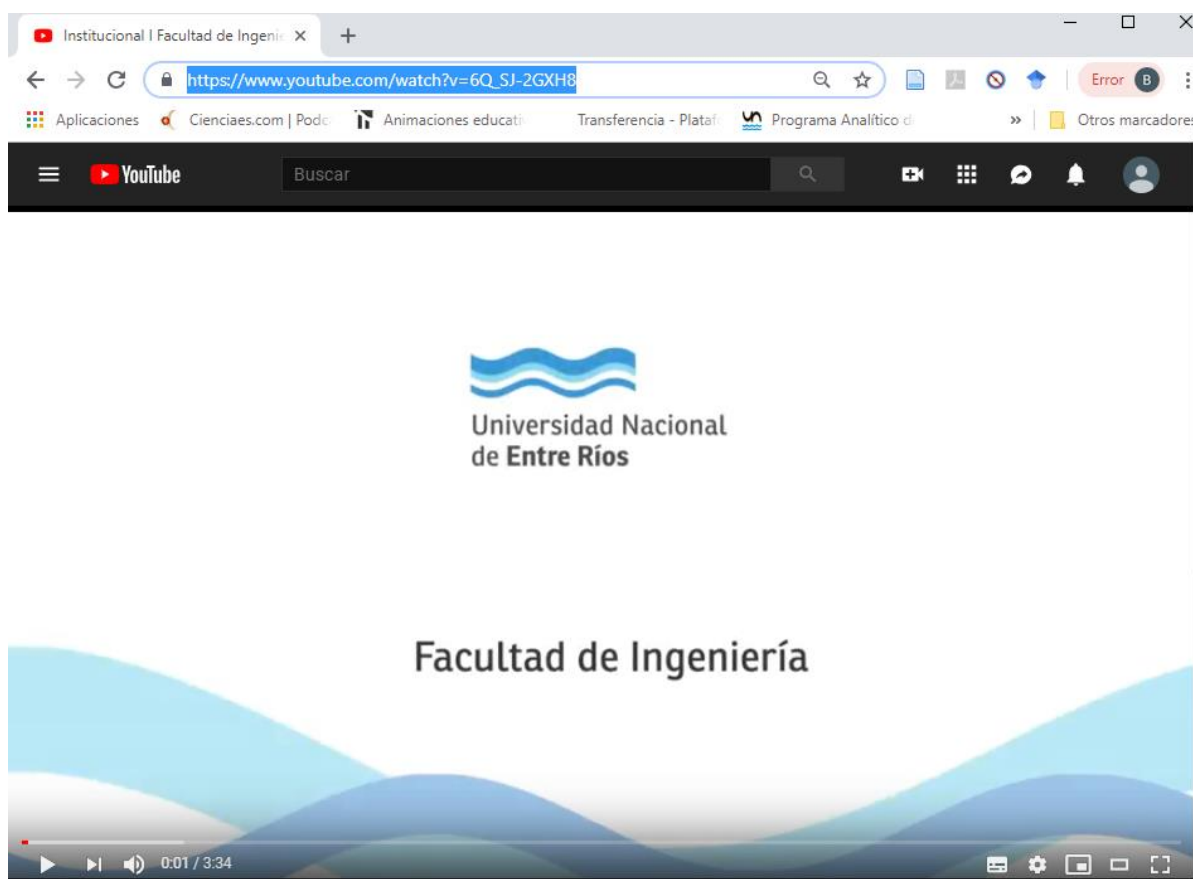 Institucional I Facultad de Ingenie
https://www.youtube.com/watch?v=6Q_SJ-2GXH8
Error B
Aplicaciones Cienciaes.com | Podc Animaciones educati Transferencia - Plataf Programa Analítico d » Otros marcadores
YouTube Buscar
Universidad Nacional
de Entre Ríos
Facultad de Ingeniería
0:01 / 3:34